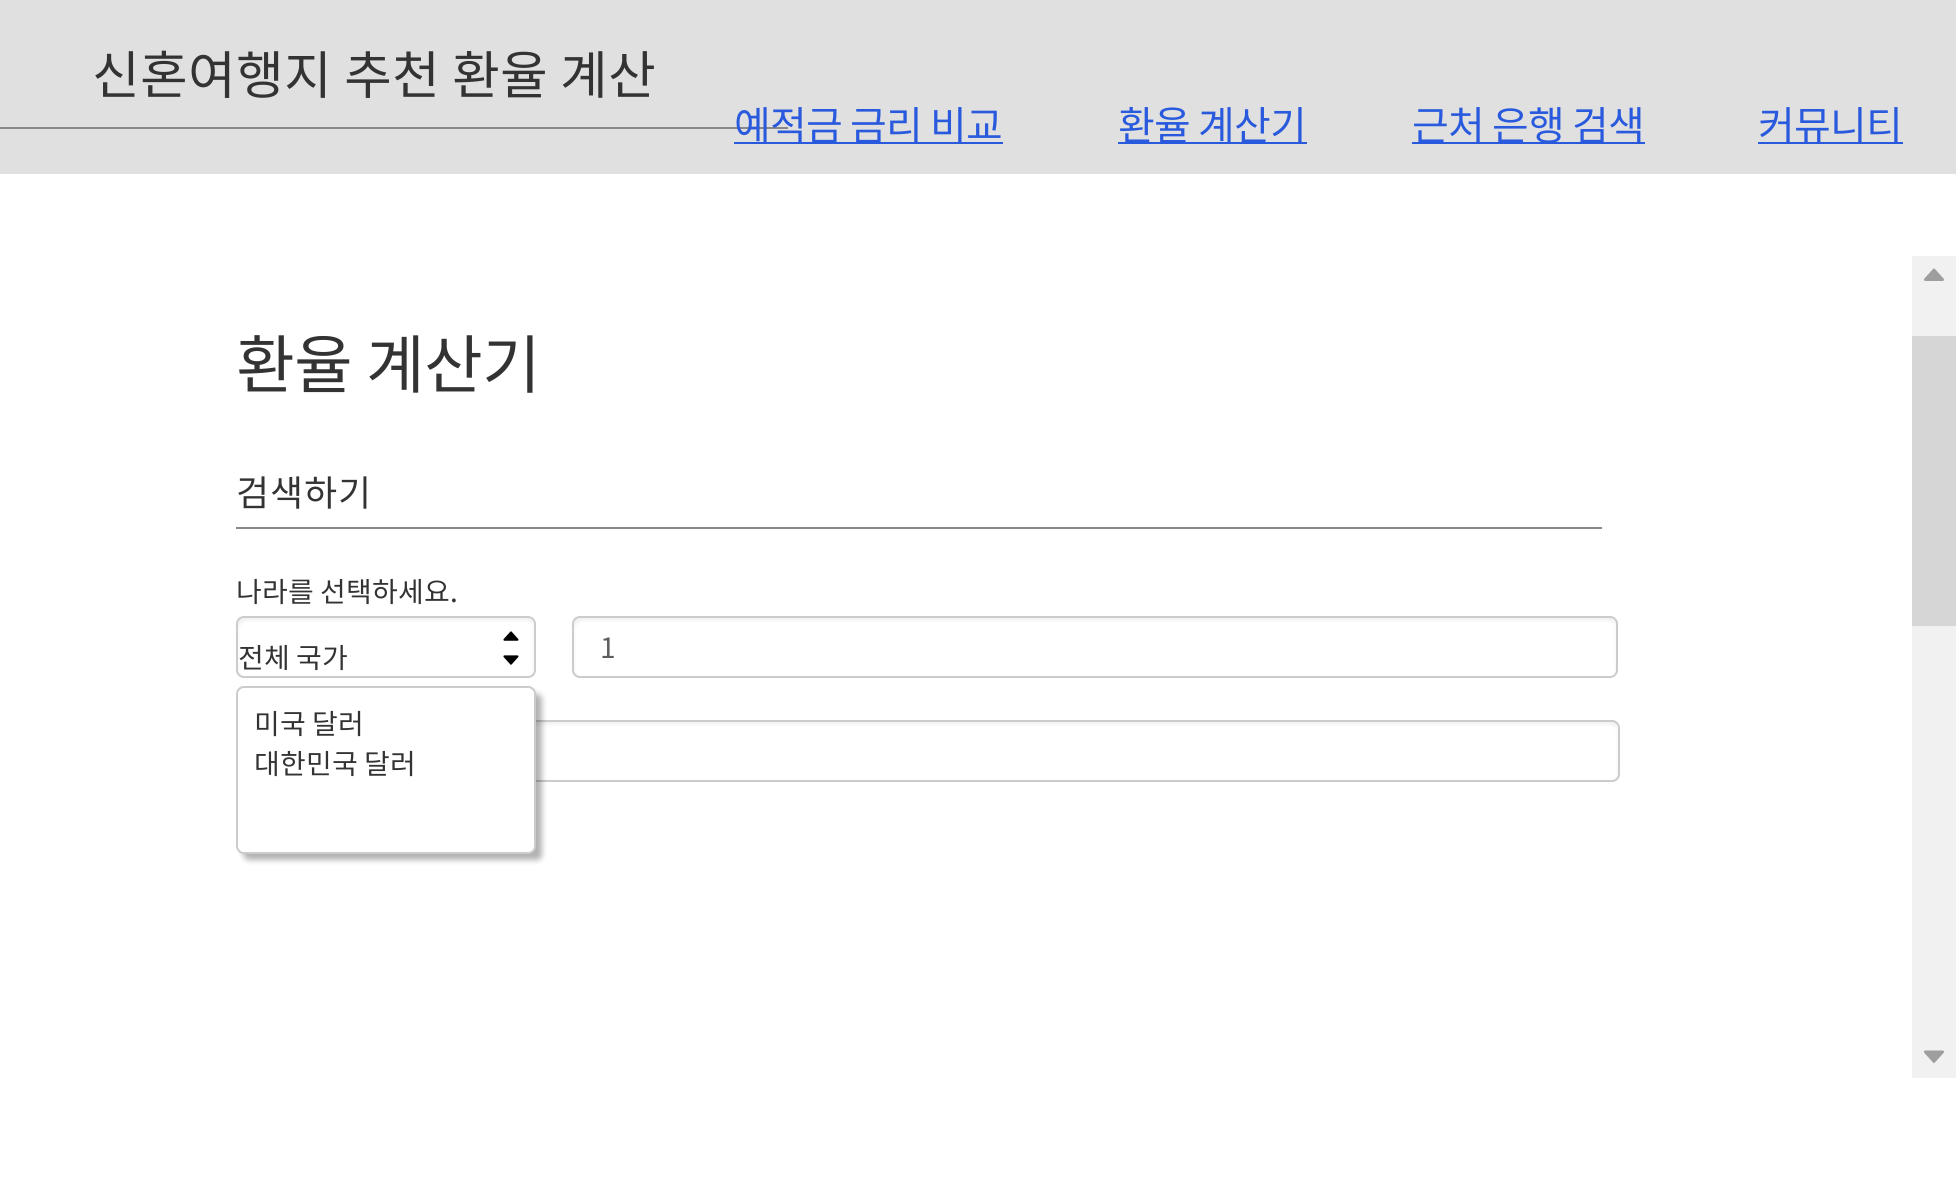 신혼여행지 추천 환율 계산
예적금 금리 비교
환율 계산기
근처 은행 검색
커뮤니티
환율 계산기
검색하기
나라를 선택하세요.
전체 국가
1
미국 달러
대한민국 달러